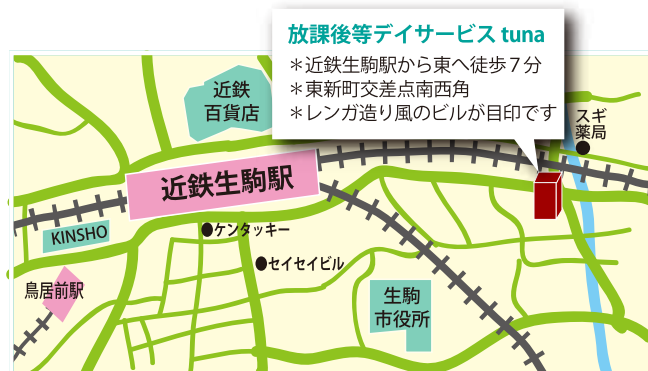 放課後等デイサービス tuna
＊近鉄生駒駅から東へ徒歩７分
＊東新町交差点南西角
＊レンガ造り風のビルが目印です
近鉄
百貨店
スギ
薬局
近鉄生駒駅
KINSHO
ケンタッキー
セイセイビル
鳥居前駅
生駒
市役所